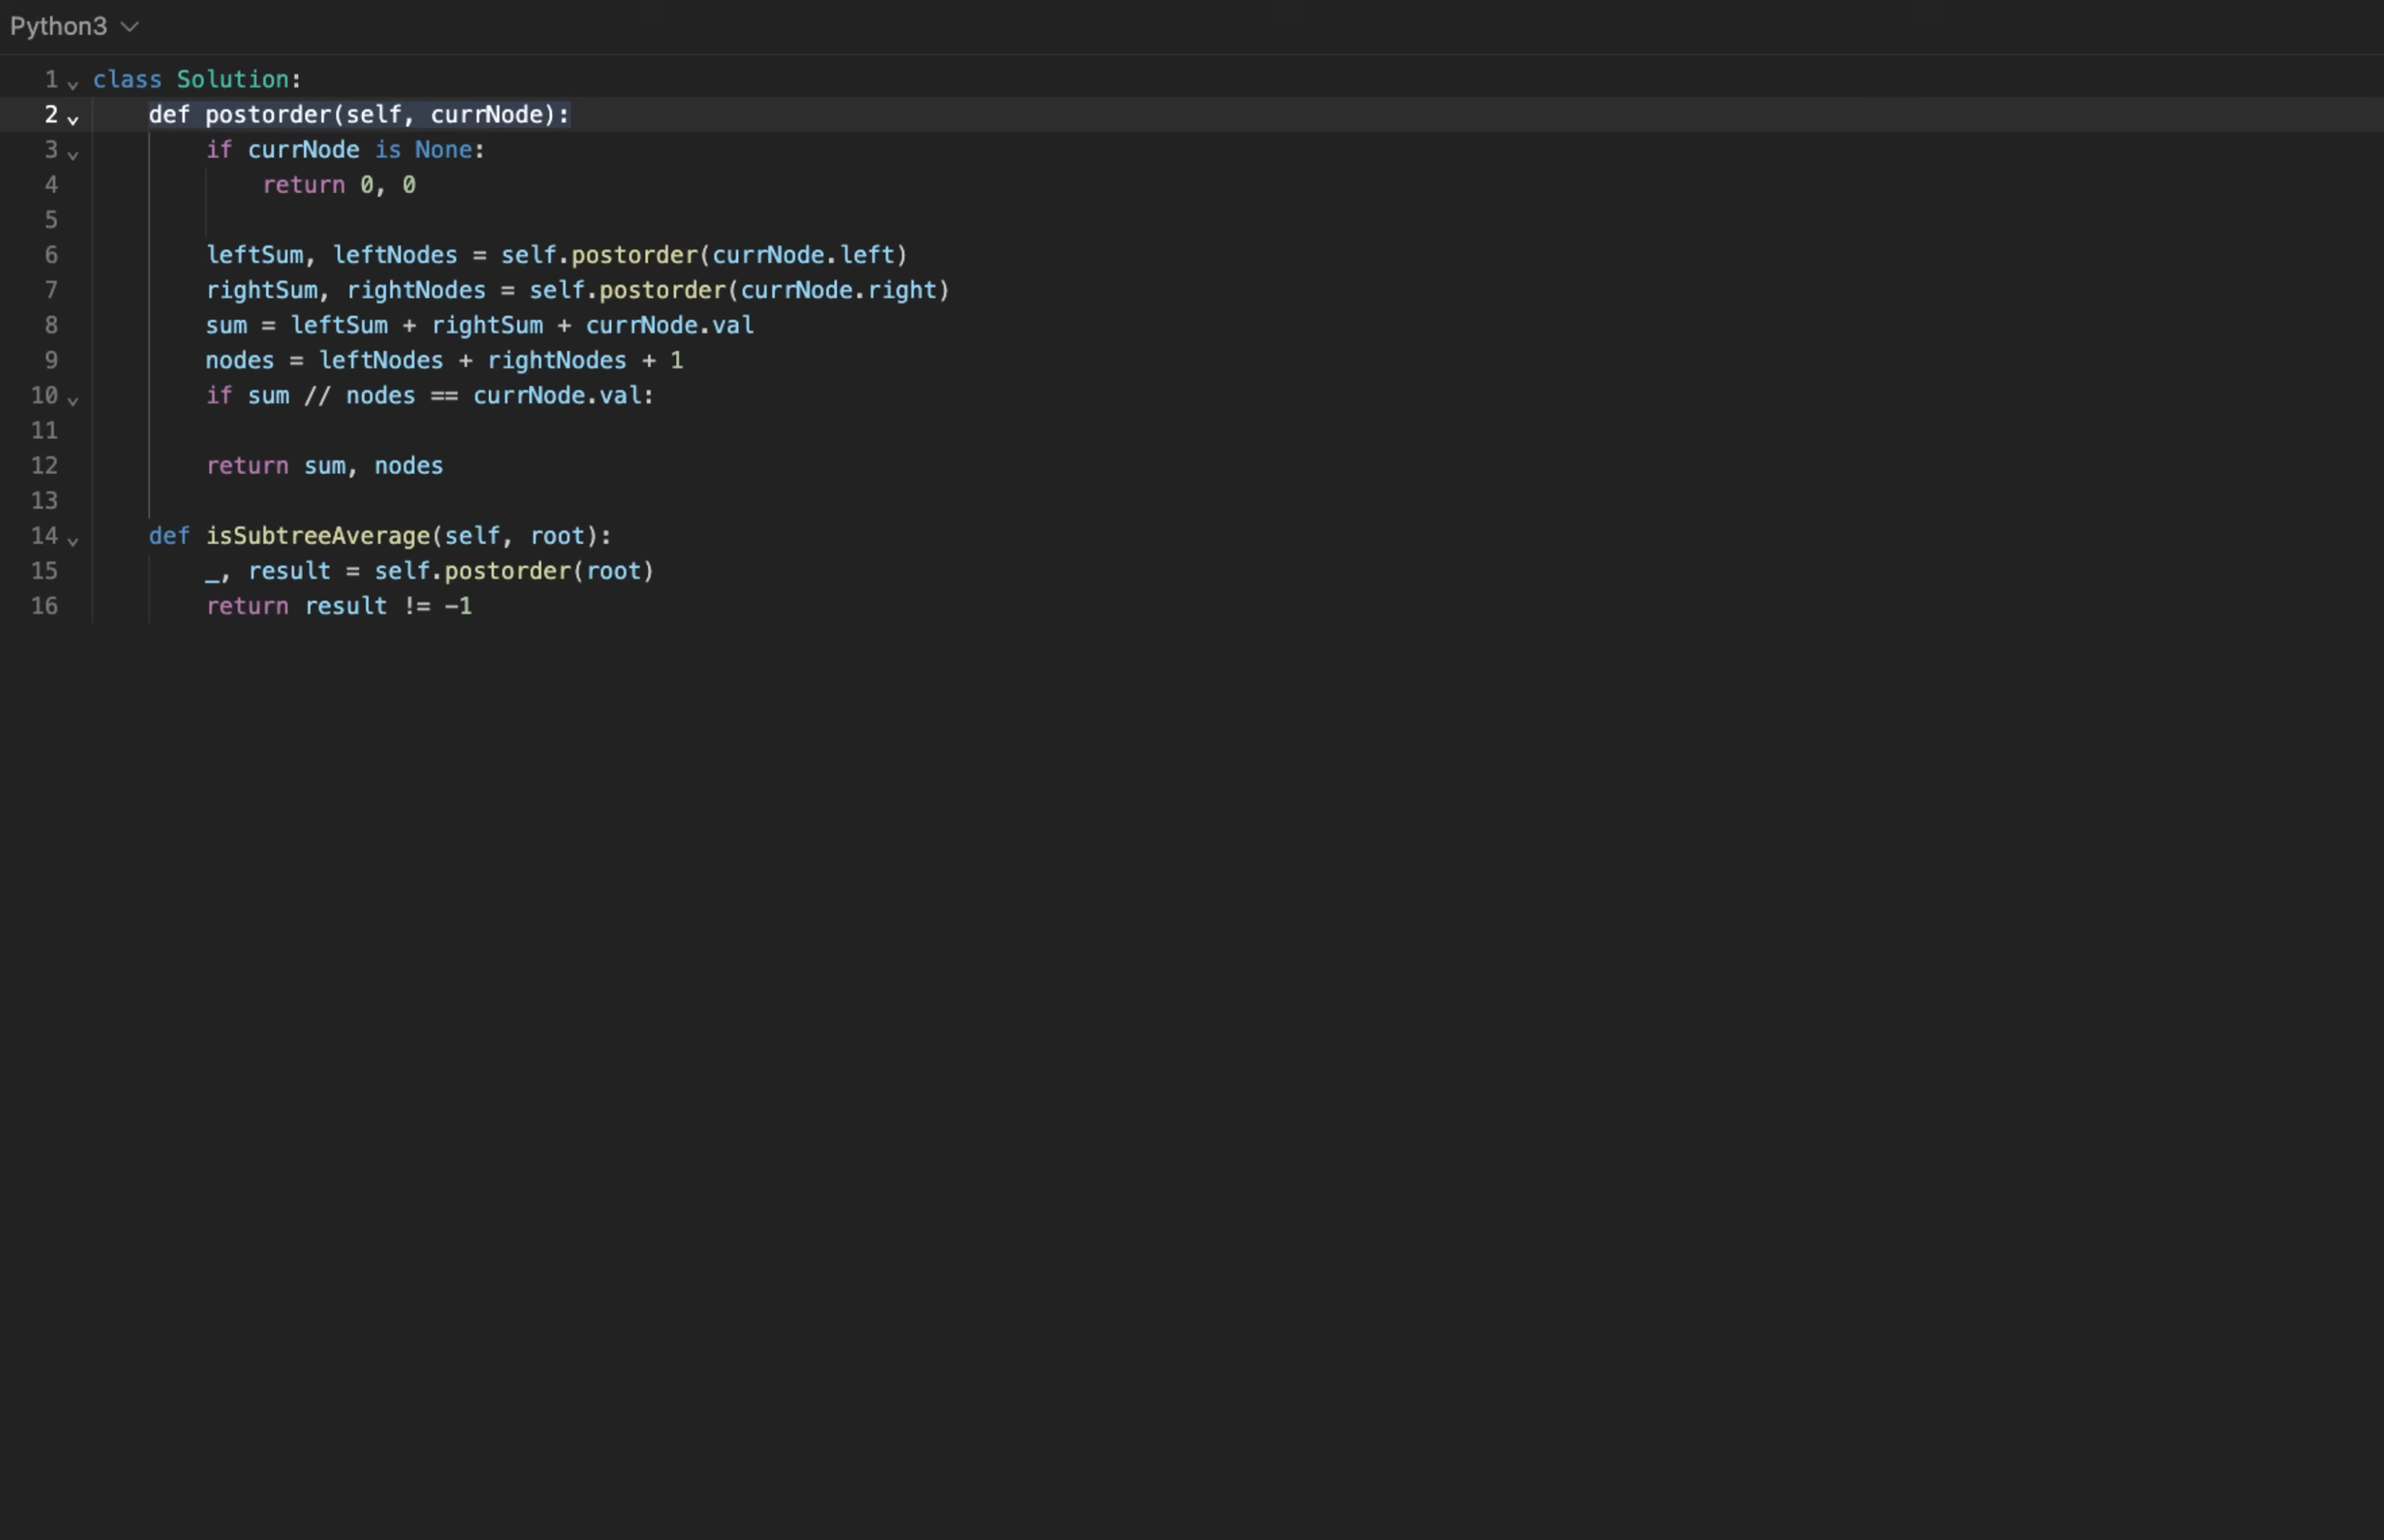 Python3
1 class Solution:
2     def postorder(self, currNode):
3         if currNode is None:
4             return 0, 0
5
6         leftSum, leftNodes = self.postorder(currNode.left)
7         rightSum, rightNodes = self.postorder(currNode.right)
8         sum = leftSum + rightSum + currNode.val
9         nodes = leftNodes + rightNodes + 1
10         if sum // nodes == currNode.val:
11
12         return sum, nodes
13
14     def isSubtreeAverage(self, root):
15         _, result = self.postorder(root)
16         return result != -1